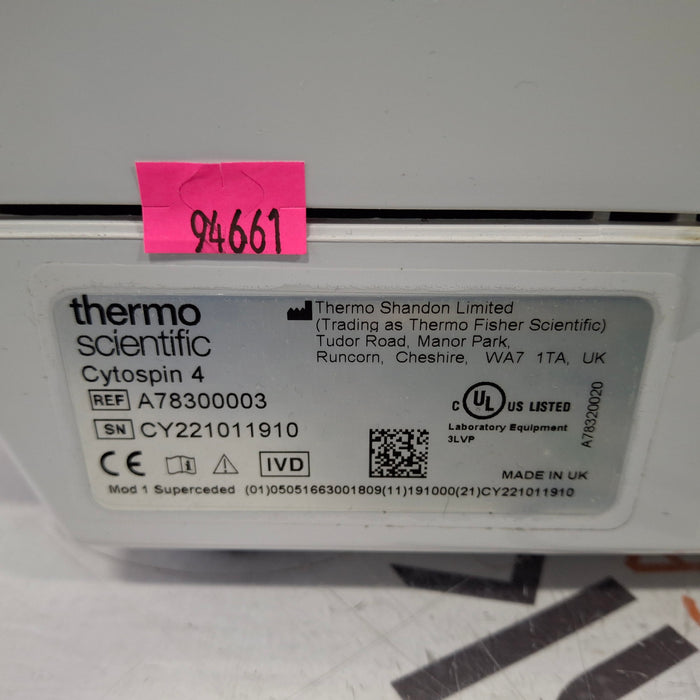 94661
thermo
scientific
Cytospin 4
REF A78300003
SN CY221011910
CE IVD
Mod 1 Superceded (01)05051663001809(11)191000(21)CY221011910
Thermo Shandon Limited
(Trading as Thermo Fisher Scientific)
Tudor Road, Manor Park,
Runcorn, Cheshire, WA7 1TA, UK
C UL US LISTED
Laboratory Equipment
3LVP
A78320020
MADE IN UK